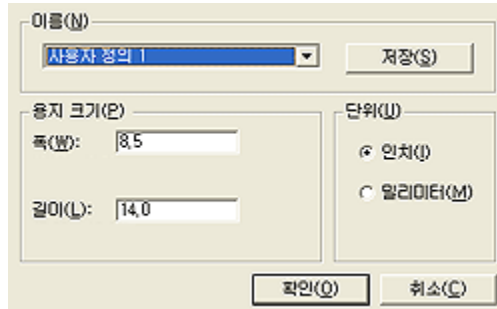 이름(N)
사용자 정의 1
저장(S)
용지 크기(P)
폭(W):
8,5
길이(L):
14,0
단위(U)
인치(I)
밀리미터(M)
확인(O)
취소(C)